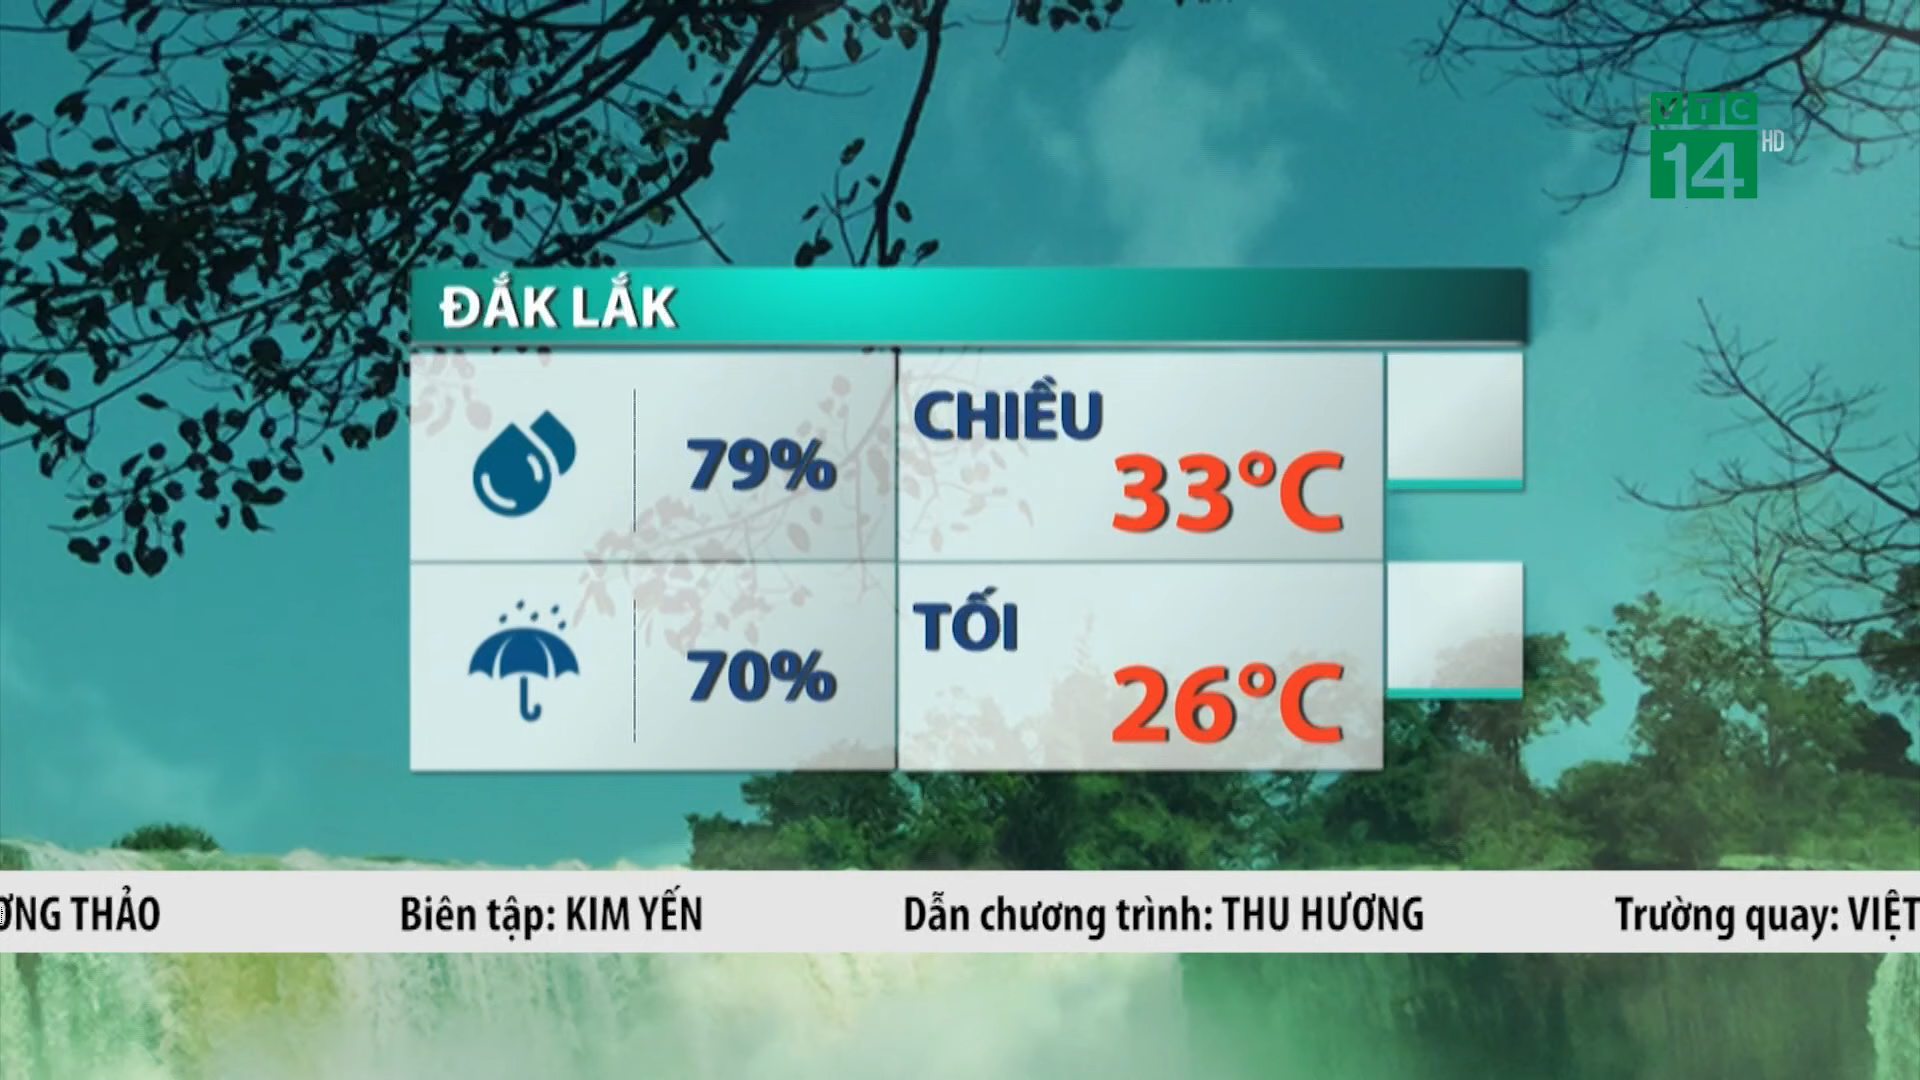 VTC
14 HD
ĐẮK LẮK
79%
CHIỀU
33°C
70%
TỐI
26°C
THẢO Biên tập: KIM YẾN Dẫn chương trình: THU HƯƠNG Trường quay: VIỆT